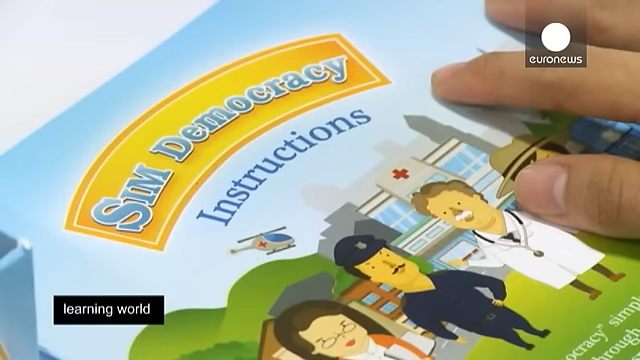 euronews
SIM Democracy
Instructions
learning world